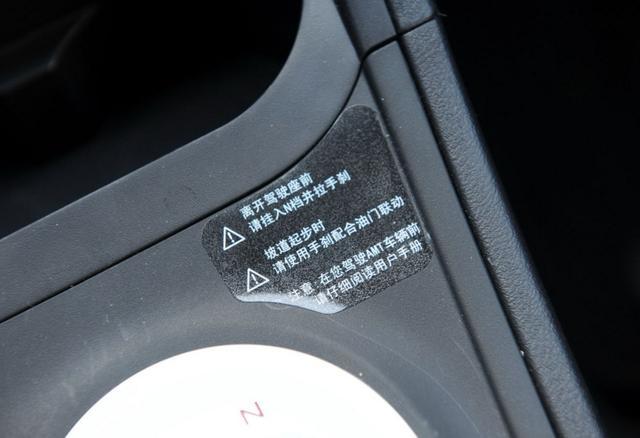 离开驾驶座前
请挂入N档并拉手刹
坡道起步时
请使用手刹配合油门联动
注意:在您驾驶AMT车辆前
请仔细阅读用户手册
N